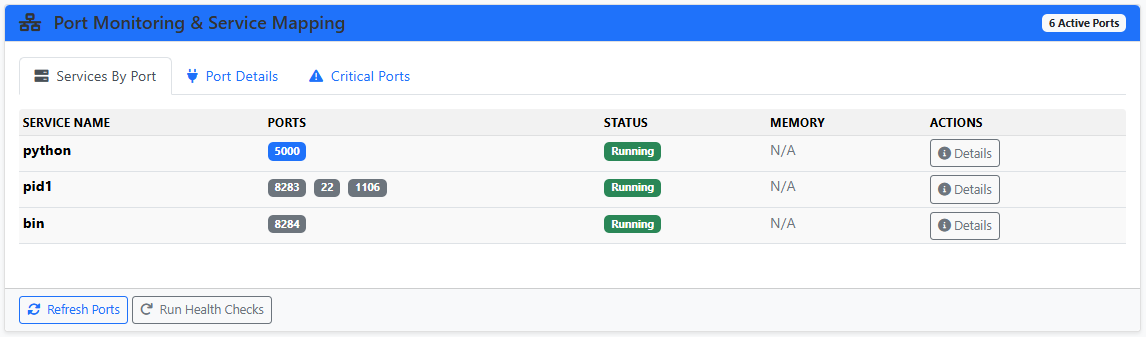 Port Monitoring & Service Mapping 6 Active Ports
Services By Port Port Details Critical Ports
SERVICE NAME PORTS STATUS MEMORY ACTIONS
python 5000 Running N/A Details
pid1 8283 22 1106 Running N/A Details
bin 8284 Running N/A Details
Refresh Ports Run Health Checks